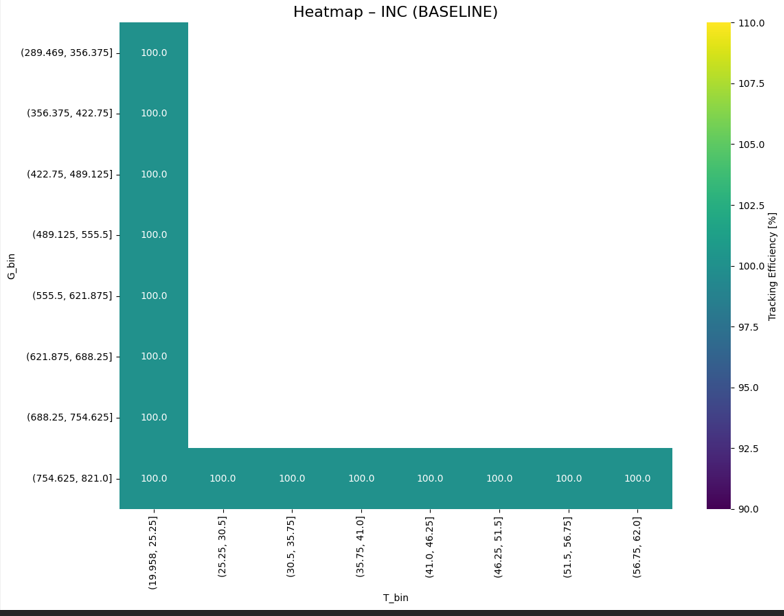 Heatmap – INC (BASELINE)
(289.469, 356.375] 100.0
(356.375, 422.75] 100.0
(422.75, 489.125] 100.0
(489.125, 555.5] 100.0
(555.5, 621.875] 100.0
(621.875, 688.25] 100.0
(688.25, 754.625] 100.0
(754.625, 821.0] 100.0 100.0 100.0 100.0 100.0 100.0 100.0 100.0
G_bin
(19.958, 25.25]
(25.25, 30.5]
(30.5, 35.75]
(35.75, 41.0]
(41.0, 46.25]
(46.25, 51.5]
(51.5, 56.75]
(56.75, 62.0]
T_bin
110.0
107.5
105.0
102.5
100.0
97.5
95.0
92.5
90.0
Tracking Efficiency [%]